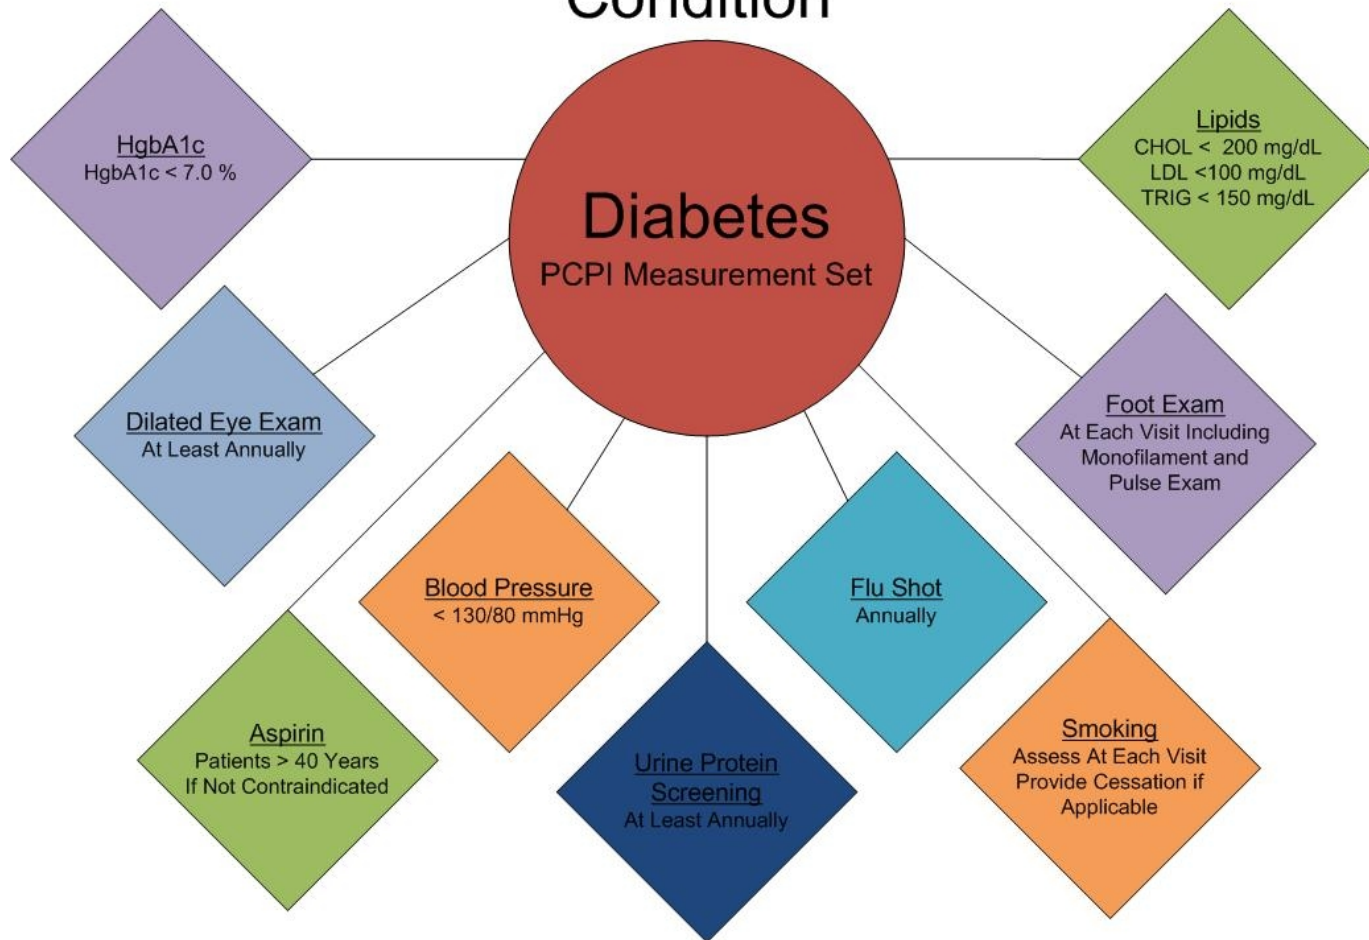 Condition
Diabetes
PCPI Measurement Set
HgbA1c
HgbA1c < 7.0 %
Lipids
CHOL < 200 mg/dL
LDL <100 mg/dL
TRIG < 150 mg/dL
Dilated Eye Exam
At Least Annually
Foot Exam
At Each Visit Including
Monofilament and
Pulse Exam
Blood Pressure
< 130/80 mmHg
Flu Shot
Annually
Aspirin
Patients > 40 Years
If Not Contraindicated
Urine Protein
Screening
At Least Annually
Smoking
Assess At Each Visit
Provide Cessation if
Applicable